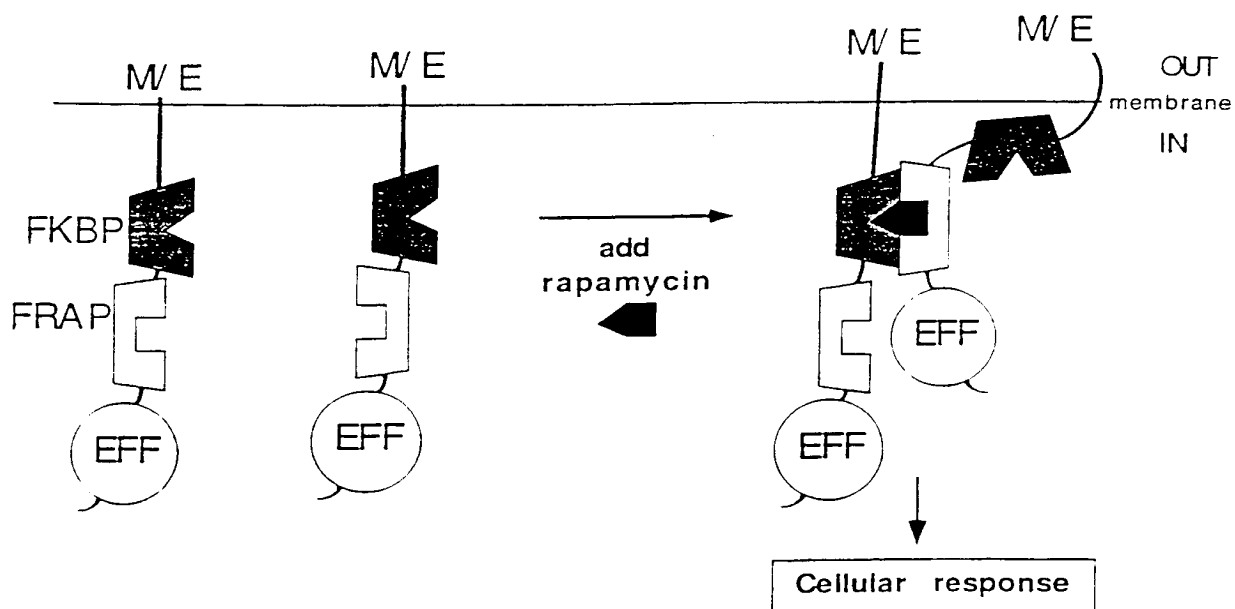 M/ E
M/ E
M/ E
M/ E
OUT
membrane
IN
FKBP
FRAP
EFF
EFF
add
rapamycin
EFF
EFF
Cellular response